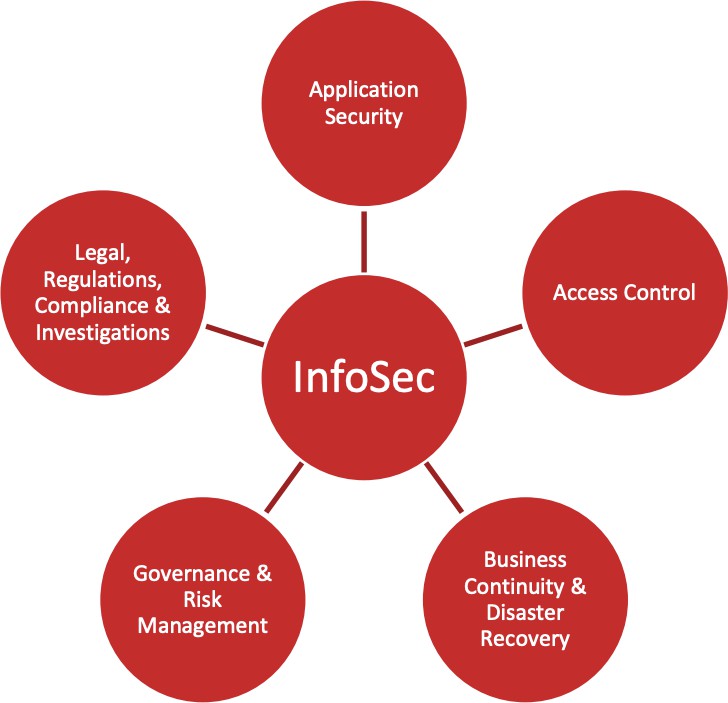 Application
Security
Legal,
Regulations,
Compliance &
Investigations
Access Control
InfoSec
Governance &
Risk
Management
Business
Continuity &
Disaster
Recovery